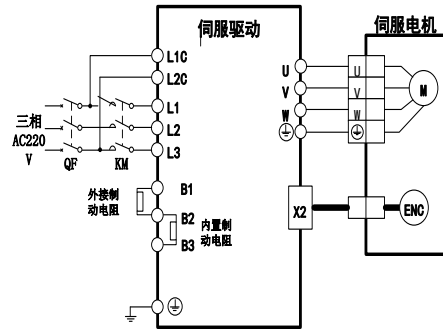 伺服驱动
伺服电机
L1C
L2C
L1
L2
L3
三相
AC220
V
QF
KM
U
V
W
U
V
W
M
外接制
动电阻
B1
B2
B3
内置制
动电阻
X2
ENC